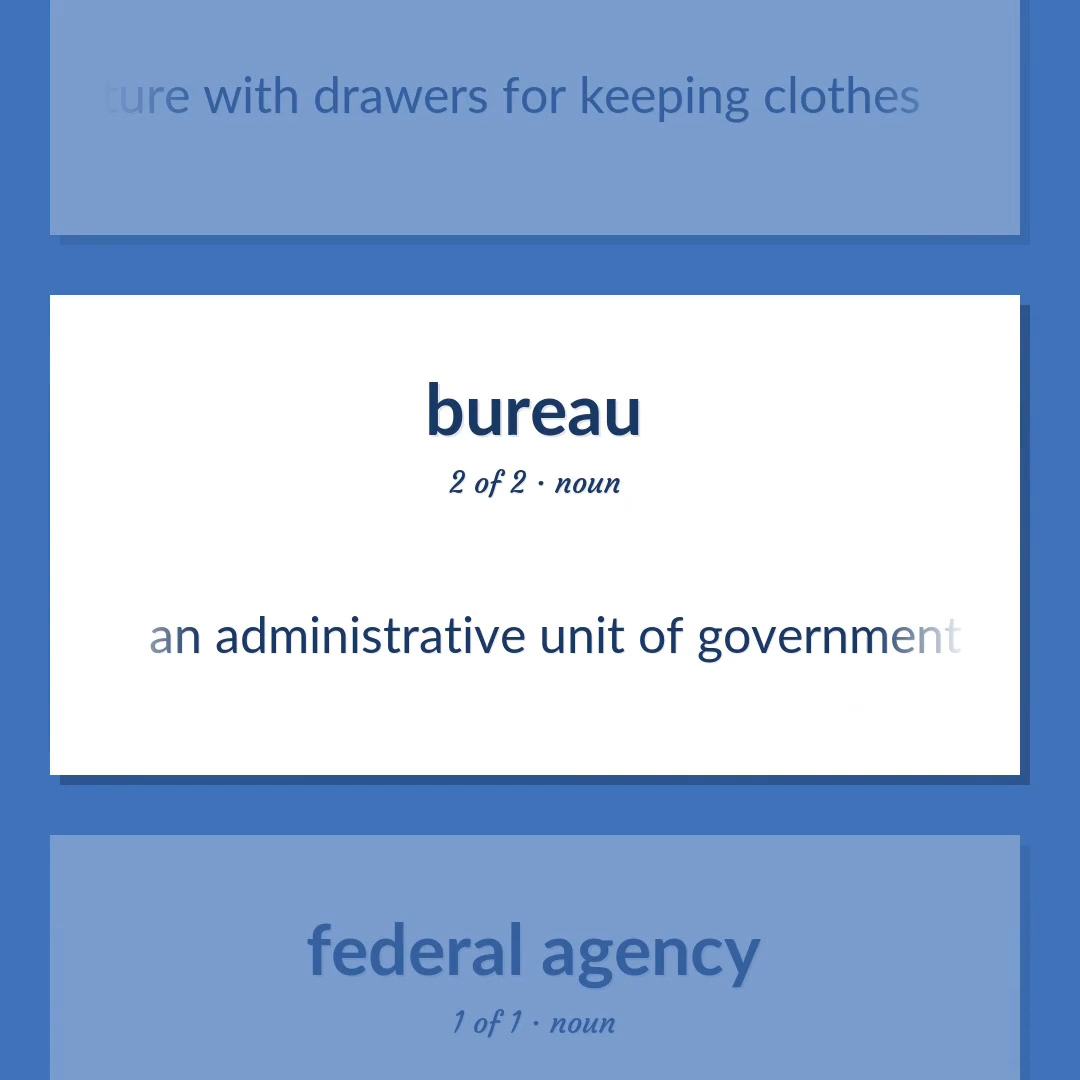 ture with drawers for keeping clothes
bureau
2 of 2 · noun
an administrative unit of government
federal agency
1 of 1 · noun